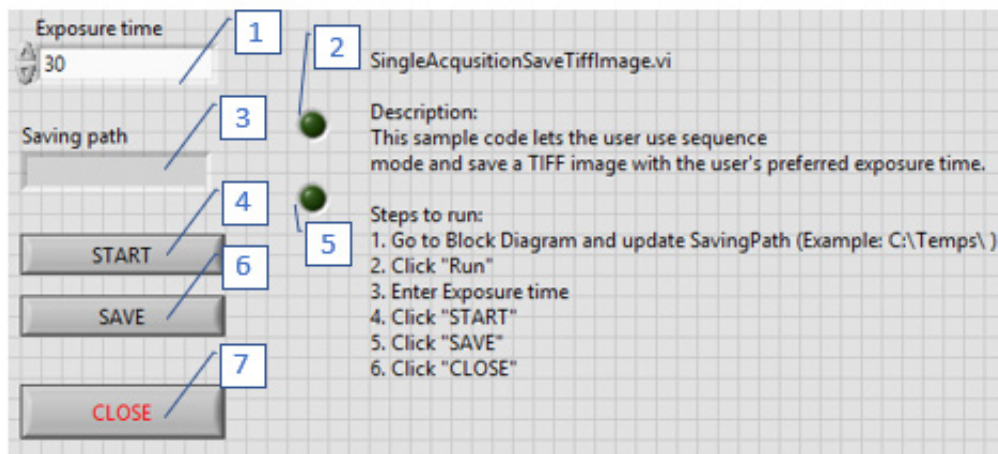 Exposure time
1
30
2
SingleAcqusitionSaveTiffImage.vi
Saving path
3
Description:
This sample code lets the user use sequence
mode and save a TIFF image with the user's preferred exposure time.
4
START
5
Steps to run:
1. Go to Block Diagram and update SavingPath (Example: C:\Temps\ )
2. Click "Run"
3. Enter Exposure time
4. Click "START"
5. Click "SAVE"
6. Click "CLOSE"
6
SAVE
7
CLOSE